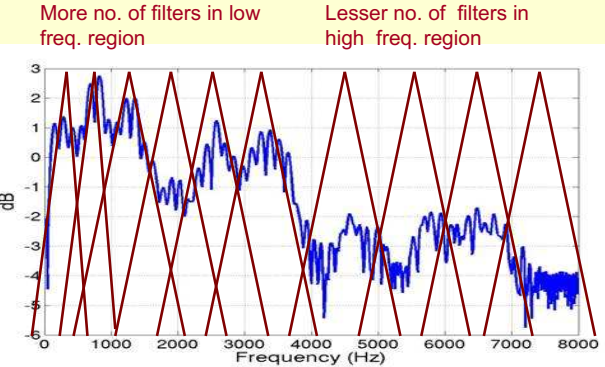 More no. of filters in low
freq. region
Lesser no. of filters in
high freq. region
3
2
1
0
-1
-2
-3
-4
-5
-6
dB
0 1000 2000 3000 4000 5000 6000 7000 8000
Frequency (Hz)